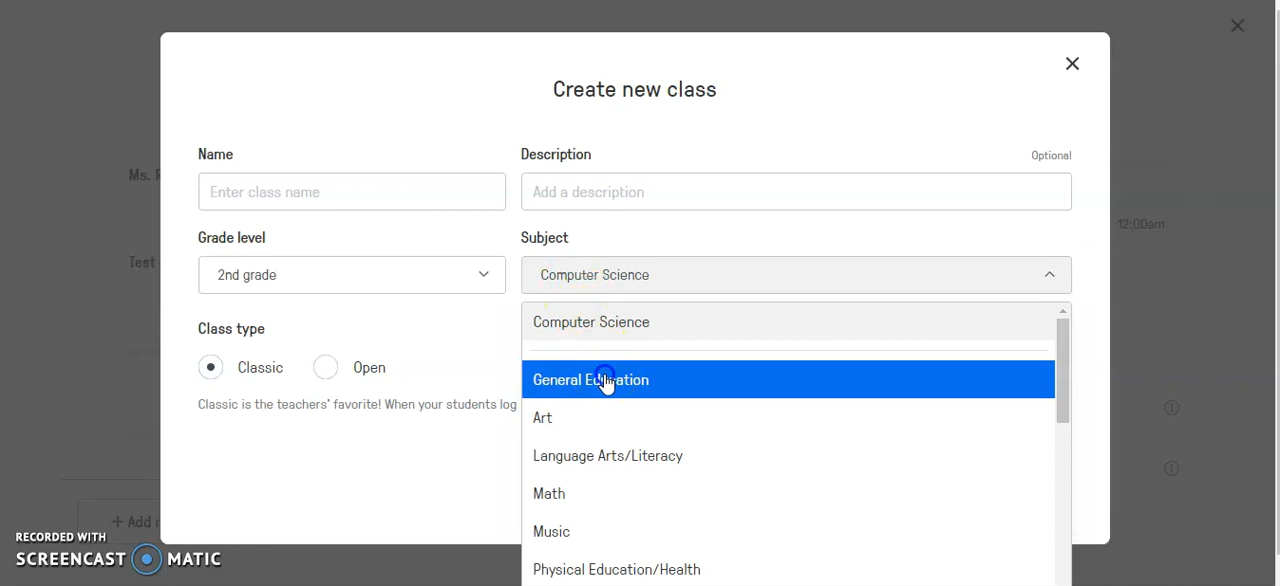 Create new class
Name
Description
Optional
Enter class name
Add a description
Grade level
Subject
2nd grade
Computer Science
Computer Science
Class type
Classic
Open
General Education
Classic is the teachers' favorite! When your students log
Art
Language Arts/Literacy
Math
Music
Physical Education/Health
Ms.
Test
12:00am
+ Add
RECORDED WITH
SCREENCAST MATIC